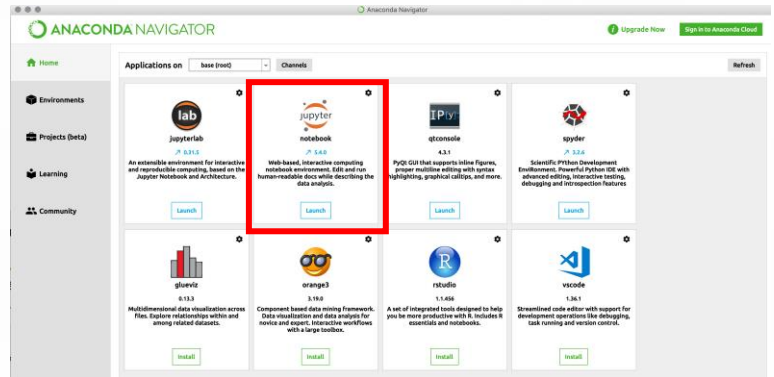 Anaconda Navigator
ANACONDA NAVIGATOR
Upgrade Now
Sign in to Anaconda Cloud
Home
Environments
Projects (beta)
Learning
Community
Applications on
base (root)
Channels
Refresh
lab
jupyterlab
0.31.5
An extensible environment for interactive
and reproducible computing, based on the
Jupyter Notebook and Architecture.
Launch
jupyter
notebook
5.4.0
Web-based, interactive computing
notebook environment. Edit and run
human-readable docs while describing the
data analysis.
Launch
IP[y]:
qtconsole
4.3.1
PyQt GUI that supports inline figures,
proper multiline editing with syntax
highlighting, graphical calltips, and more.
Launch
spyder
3.2.6
Scientific PYthon Development
EnviRonment. Powerful Python IDE with
advanced editing, interactive testing,
debugging and introspection features
Launch
glueviz
0.13.3
Multidimensional data visualization across
files. Explore relationships within and
among related datasets.
Install
orange3
3.19.0
Component based data mining framework.
Data visualization and data analysis for
novice and expert. Interactive workflows
with a large toolbox.
Install
R
rstudio
1.1.456
A set of integrated tools designed to help
you be more productive with R. Includes R
essentials and notebooks.
Install
vscode
1.36.1
Streamlined code editor with support for
development operations like debugging,
task running and version control.
Install